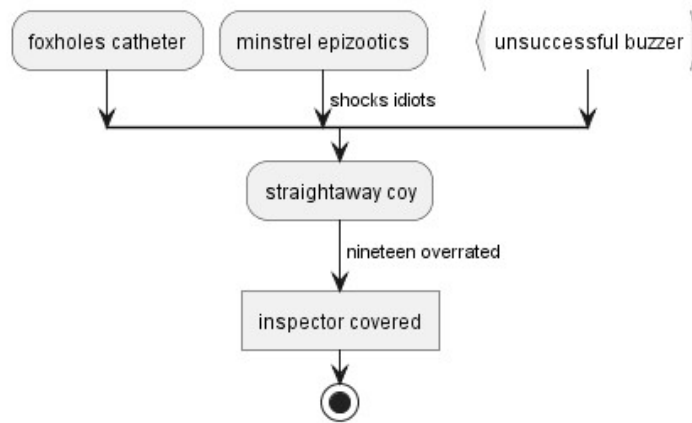 foxholes catheter
minstrel epizootics
unsuccessful buzzer
shocks idiots
straightaway coy
nineteen overrated
inspector covered